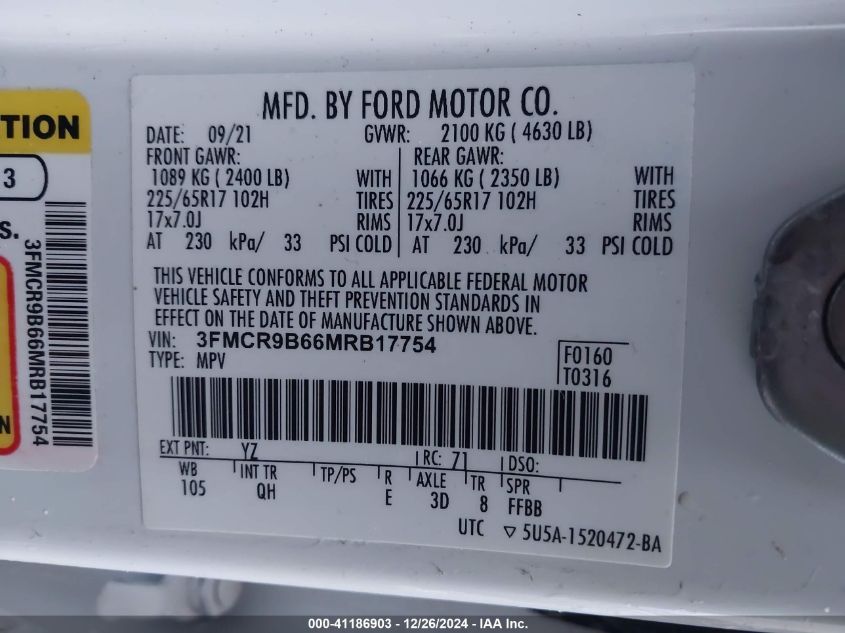 TION
3
S.
3FMCR9B66MRB17754
N
MFD. BY FORD MOTOR CO.
DATE: 09/21 GVWR: 2100 KG ( 4630 LB)
FRONT GAWR: REAR GAWR:
1089 KG ( 2400 LB) WITH 1066 KG ( 2350 LB) WITH
225/65R17 102H TIRES 225/65R17 102H TIRES
17x7.0J RIMS 17x7.0J RIMS
AT 230 kPa/ 33 PSI COLD AT 230 kPa/ 33 PSI COLD
THIS VEHICLE CONFORMS TO ALL APPLICABLE FEDERAL MOTOR
VEHICLE SAFETY AND THEFT PREVENTION STANDARDS IN
EFFECT ON THE DATE OF MANUFACTURE SHOWN ABOVE.
VIN: 3FMCR9B66MRB17754
TYPE: MPV
F0160
T0316
EXT PNT: YZ RC: 71 DSO:
WB INT TR TP/PS R AXLE TR SPR
105 QH E 3D 8 FFBB
UTC ▽ 5U5A-1520472-BA
000-41186903 / 12/26/2024 - IAA Inc.